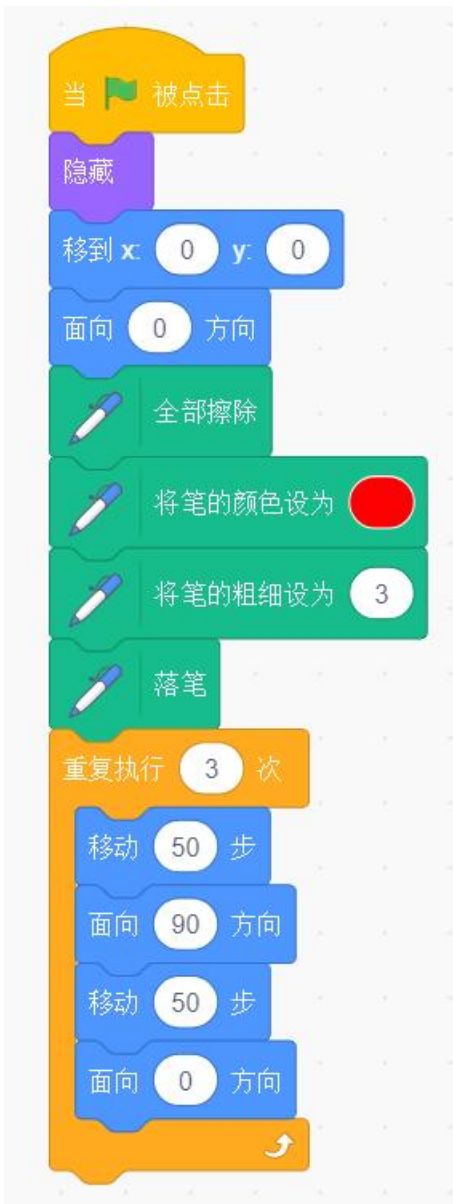 当 被点击
隐藏
移到 x: 0 y: 0
面向 0 方向
全部擦除
将笔的颜色设为
将笔的粗细设为 3
落笔
重复执行 3 次
移动 50 步
面向 90 方向
移动 50 步
面向 0 方向